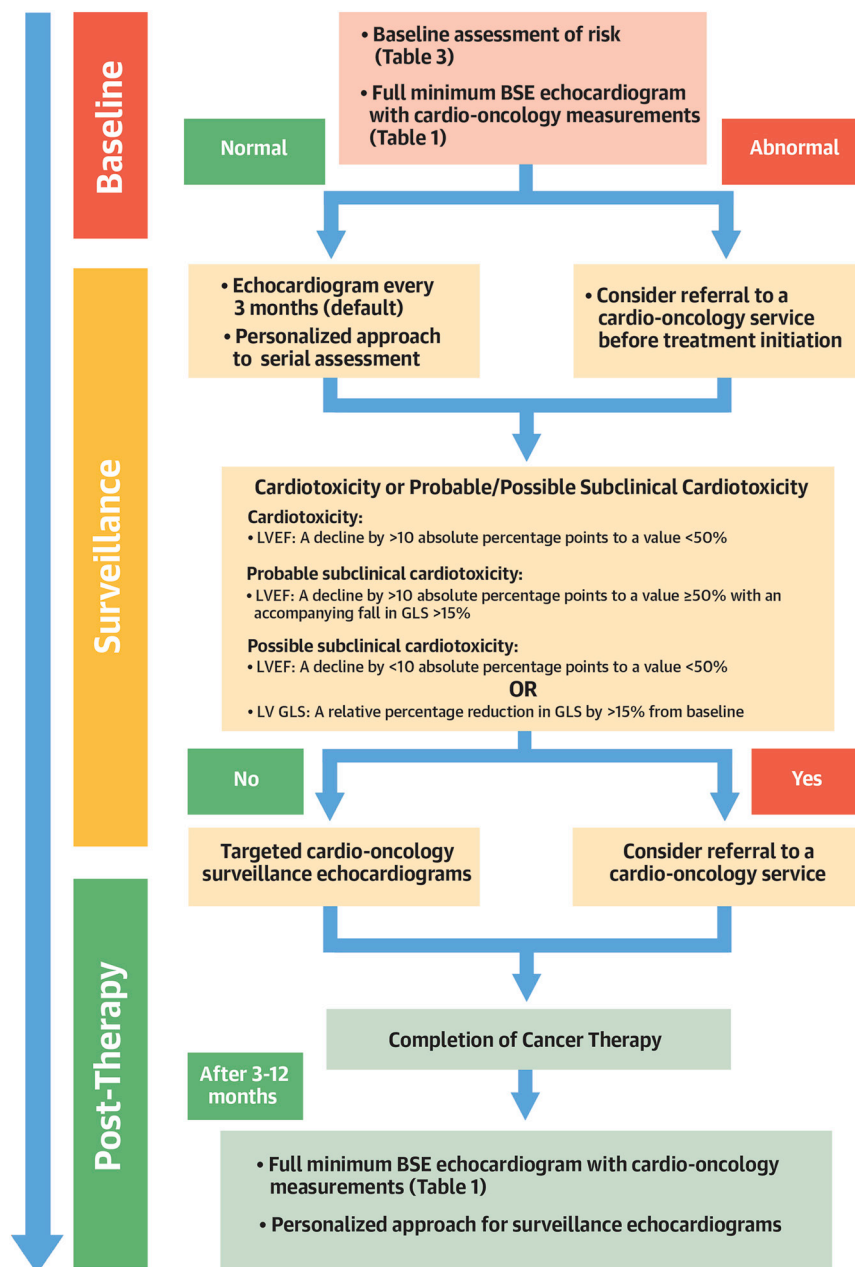 Baseline
• Baseline assessment of risk
(Table 3)
• Full minimum BSE echocardiogram
with cardio-oncology measurements
(Table 1)
Normal
Abnormal
Surveillance
• Echocardiogram every
3 months (default)
• Personalized approach
to serial assessment
• Consider referral to a
cardio-oncology service
before treatment initiation
Cardiotoxicity or Probable/Possible Subclinical Cardiotoxicity
Cardiotoxicity:
• LVEF: A decline by >10 absolute percentage points to a value <50%
Probable subclinical cardiotoxicity:
• LVEF: A decline by >10 absolute percentage points to a value ≥50% with an
accompanying fall in GLS >15%
Possible subclinical cardiotoxicity:
• LVEF: A decline by <10 absolute percentage points to a value <50%
OR
• LV GLS: A relative percentage reduction in GLS by >15% from baseline
No
Yes
Targeted cardio-oncology
surveillance echocardiograms
Consider referral to a
cardio-oncology service
Post-Therapy
Completion of Cancer Therapy
After 3-12
months
• Full minimum BSE echocardiogram with cardio-oncology
measurements (Table 1)
• Personalized approach for surveillance echocardiograms